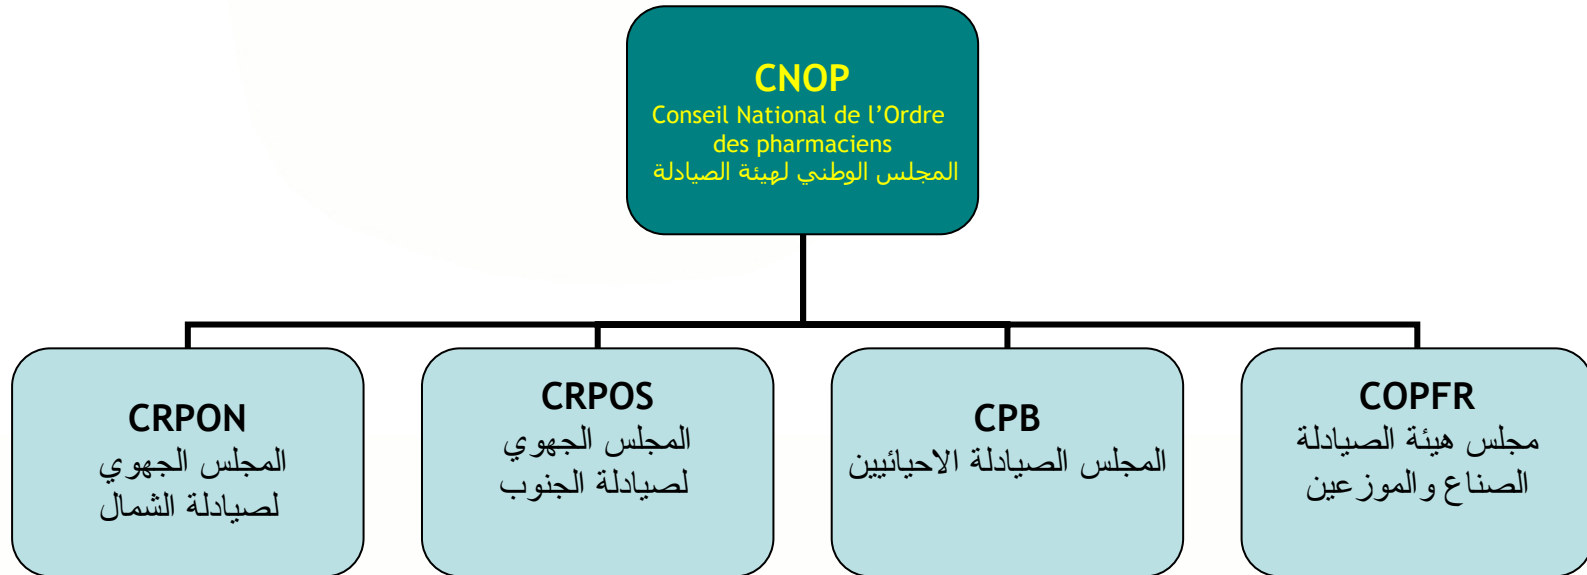 CNOP
Conseil National de l’Ordre
des pharmaciens
المجلس الوطني لهيئة الصيادلة
CRPON
المجلس الجهوي
لصيادلة الشمال
CRPOS
المجلس الجهوي
لصيادلة الجنوب
CPB
المجلس الصيادلة الاحيائيين
COPFR
مجلس هيئة الصيادلة
الصناع والموزعين